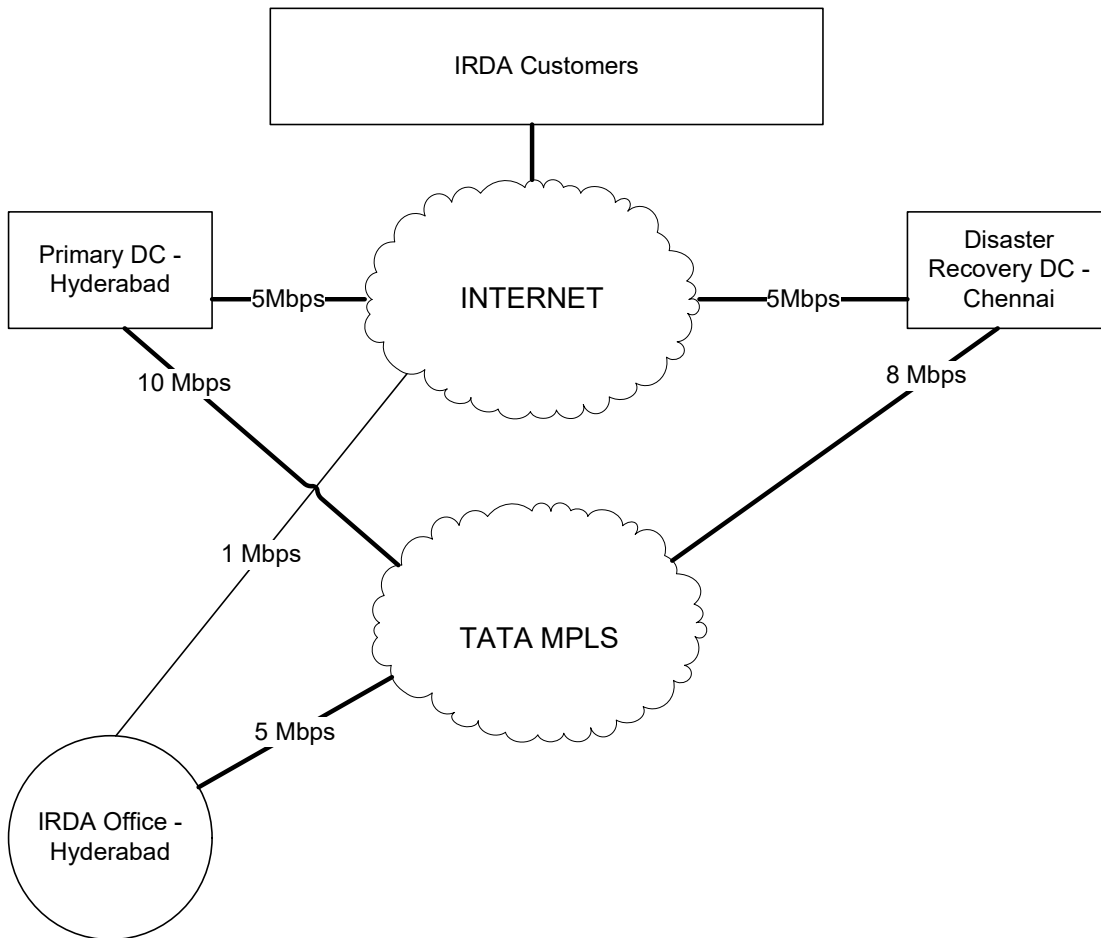 IRDA Customers
Primary DC -
Hyderabad
Disaster
Recovery DC -
Chennai
5Mbps
INTERNET
5Mbps
10 Mbps
8 Mbps
1 Mbps
TATA MPLS
5 Mbps
IRDA Office -
Hyderabad